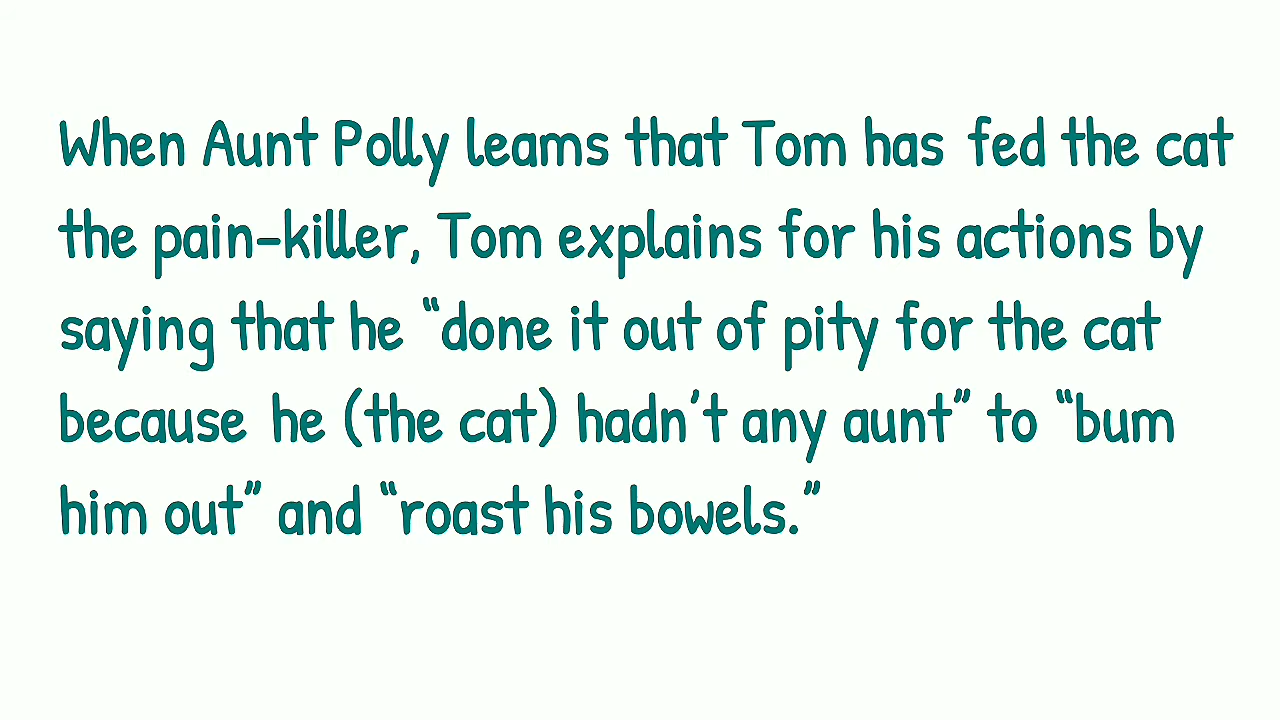 When Aunt Polly leams that Tom has fed the cat
the pain-killer, Tom explains for his actions by
saying that he “done it out of pity for the cat
because he (the cat) hadn’t any aunt” to “bum
him out” and “roast his bowels.”